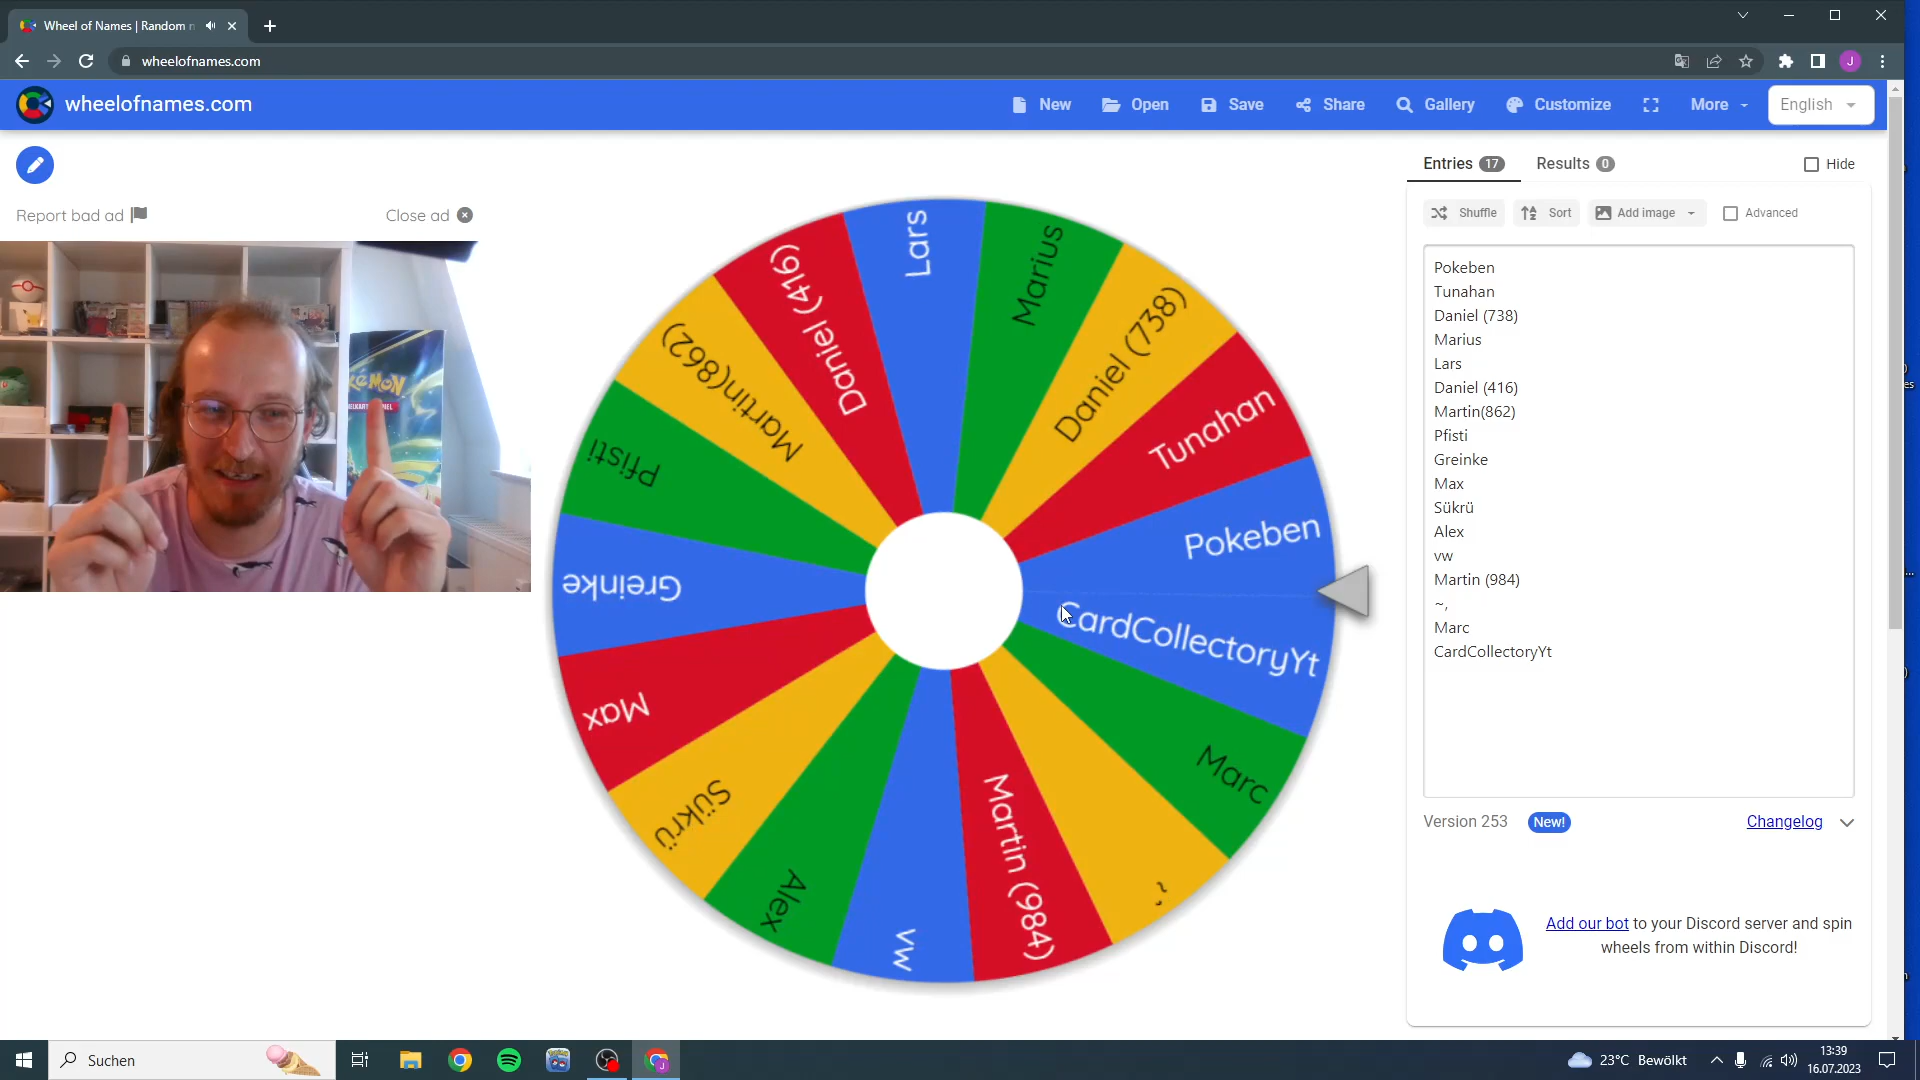 Wheel of Names | Random n
wheelofnames.com
wheelofnames.com
New
Open
Save
Share
Gallery
Customize
More
English
Report bad ad
Close ad
Entries 17
Results 0
Hide
Shuffle
Sort
Add image
Advanced
Pokeben
Tunahan
Daniel (738)
Marius
Lars
Daniel (416)
Martin(862)
Pfisti
Greinke
Max
Sükrü
Alex
vw
Martin (984)
~,
Marc
CardCollectoryYt
Lars
Marius
Daniel (738)
Tunahan
Pokeben
CardCollectoryYt
Marc
~,
Martin (984)
vw
Alex
Sükrü
Max
Greinke
Pfisti
Martin(862)
Daniel (416)
Version 253
New!
Changelog
Add our bot to your Discord server and spin
wheels from within Discord!
Suchen
23°C Bewölkt
13:39
16.07.2023
J